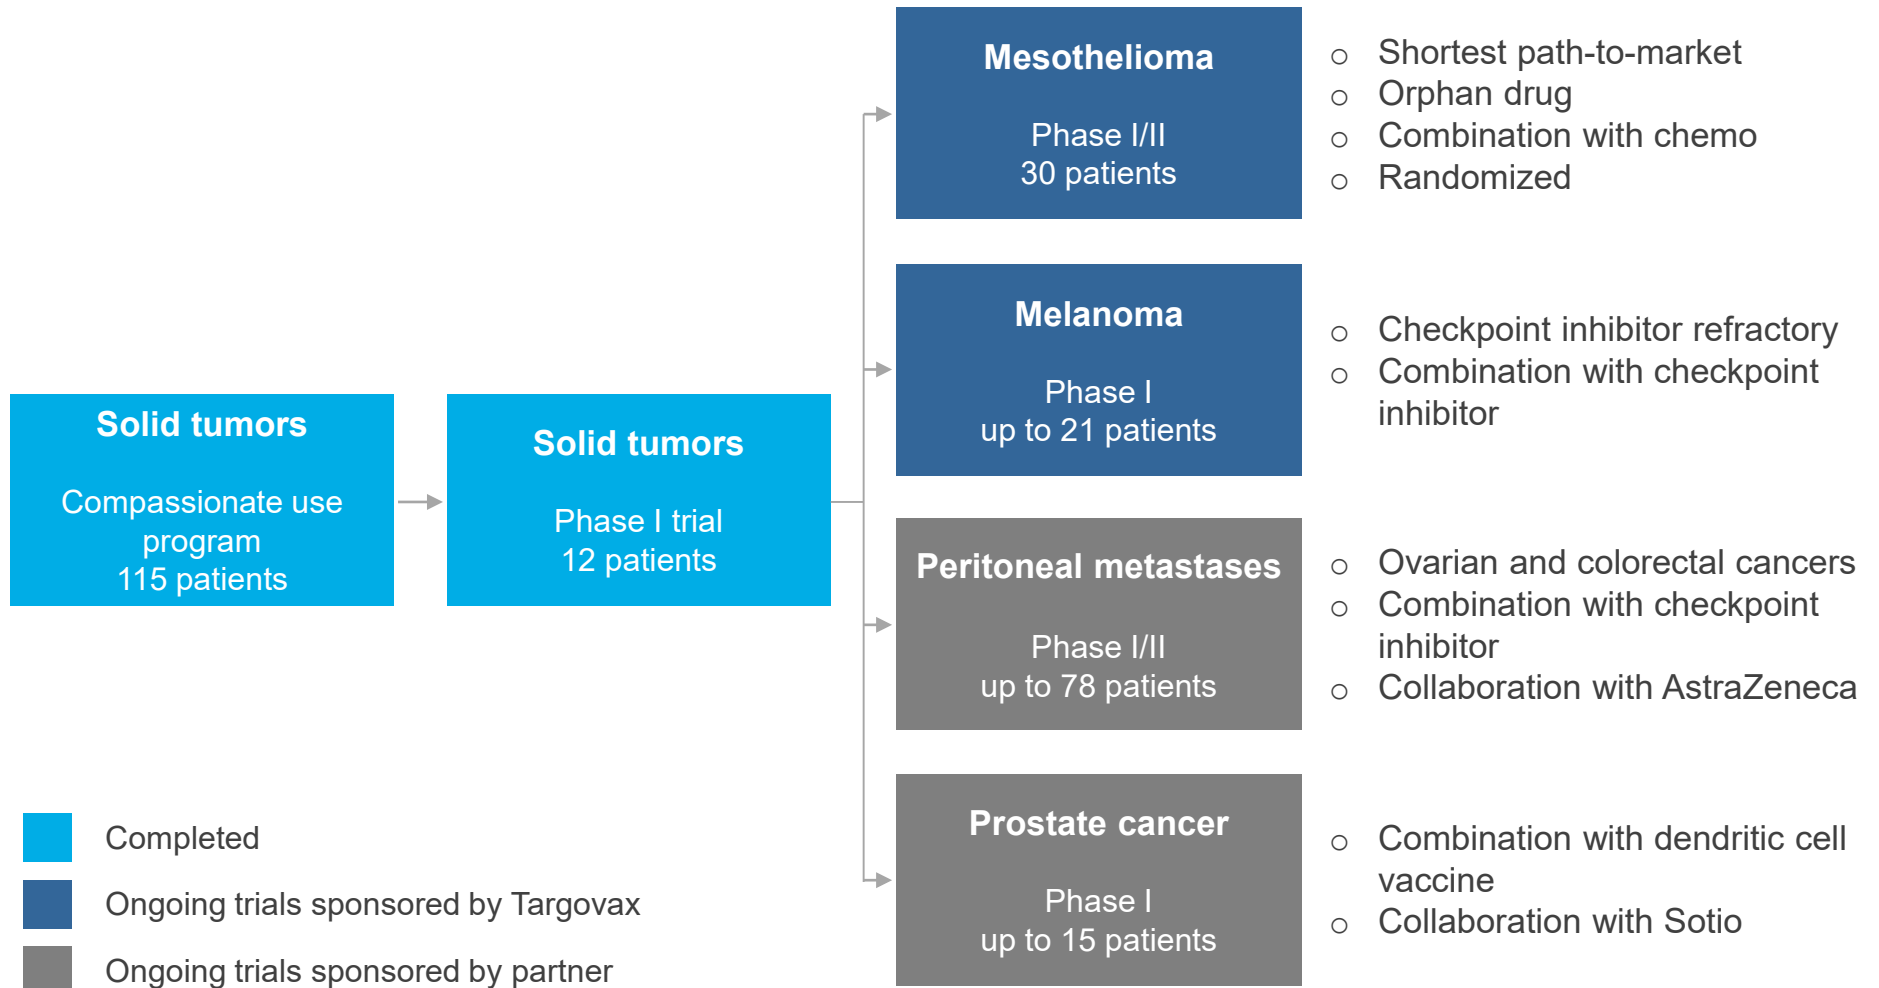 Solid tumors
Compassionate use
program
115 patients
Solid tumors
Phase I trial
12 patients
Mesothelioma
Phase I/II
30 patients
o Shortest path-to-market
o Orphan drug
o Combination with chemo
o Randomized
Melanoma
Phase I
up to 21 patients
o Checkpoint inhibitor refractory
o Combination with checkpoint
inhibitor
Peritoneal metastases
Phase I/II
up to 78 patients
o Ovarian and colorectal cancers
o Combination with checkpoint
inhibitor
o Collaboration with AstraZeneca
Prostate cancer
Phase I
up to 15 patients
o Combination with dendritic cell
vaccine
o Collaboration with Sotio
Completed
Ongoing trials sponsored by Targovax
Ongoing trials sponsored by partner